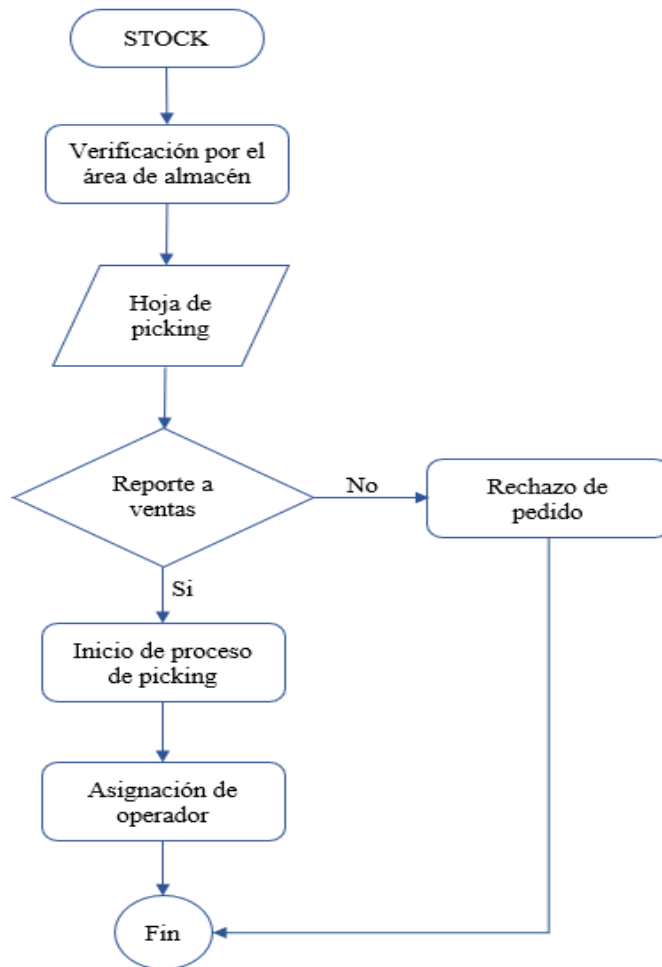 STOCK
Verificación por el
área de almacén
Hoja de
picking
Reporte a
ventas
No
Rechazo de
pedido
Si
Inicio de proceso
de picking
Asignación de
operador
Fin